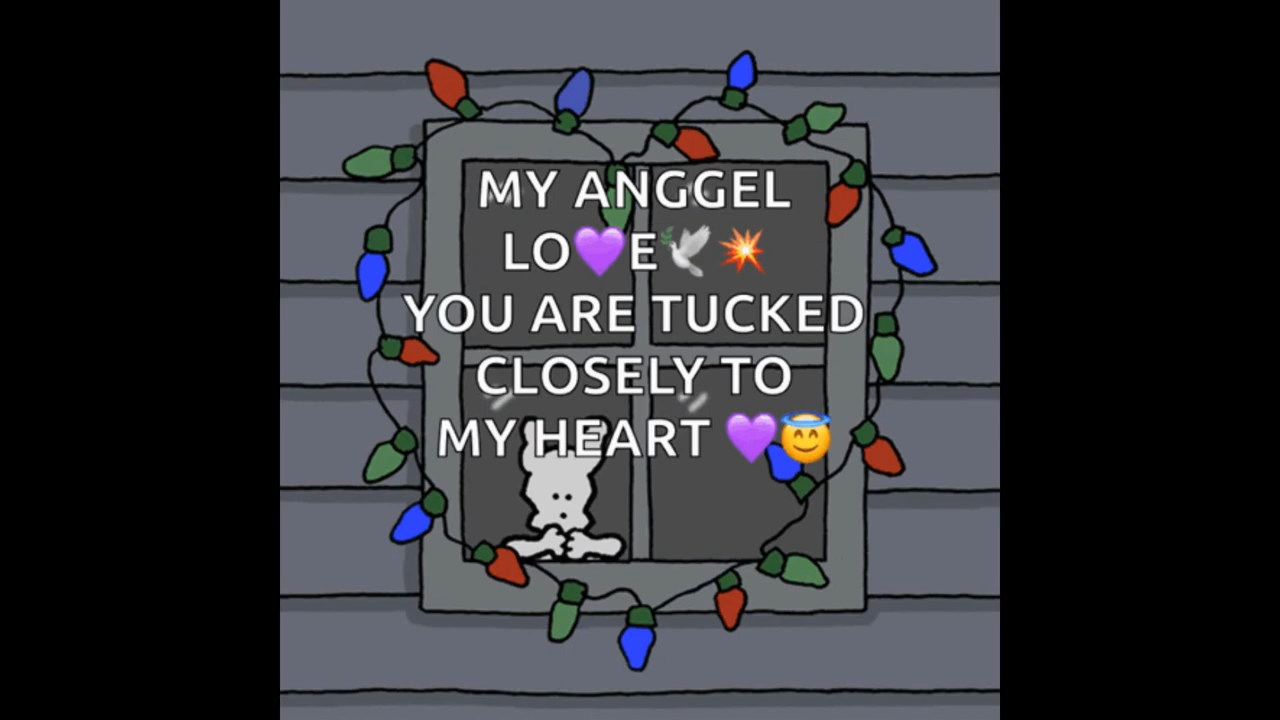 MY ANGGEL
LO💜E🕊️💥
YOU ARE TUCKED
CLOSELY TO
MY HEART 💜😇